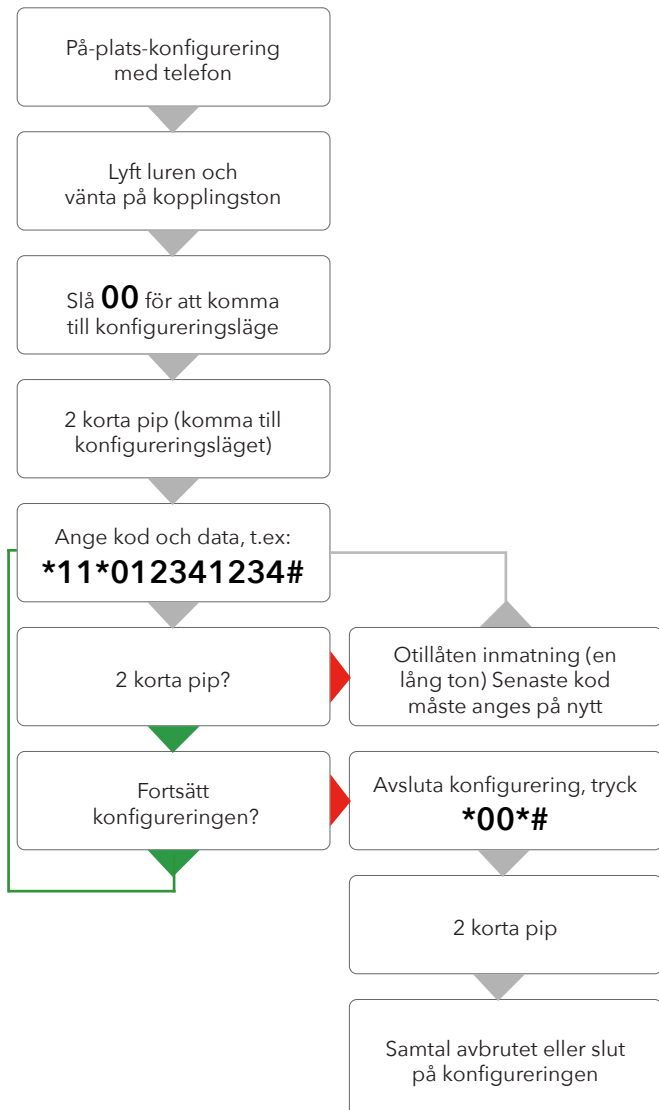 På-plats-konfigurering
med telefon
Lyft luren och
vänta på kopplingston
Slå 00 för att komma
till konfigureringsläge
2 korta pip (komma till
konfigureringsläget)
Ange kod och data, t.ex:
*11*012341234#
2 korta pip?
Otillåten inmatning (en
lång ton) Senaste kod
måste anges på nytt
Fortsätt
konfigureringen?
Avsluta konfigurering, tryck
*00*#
2 korta pip
Samtal avbrutet eller slut
på konfigureringen